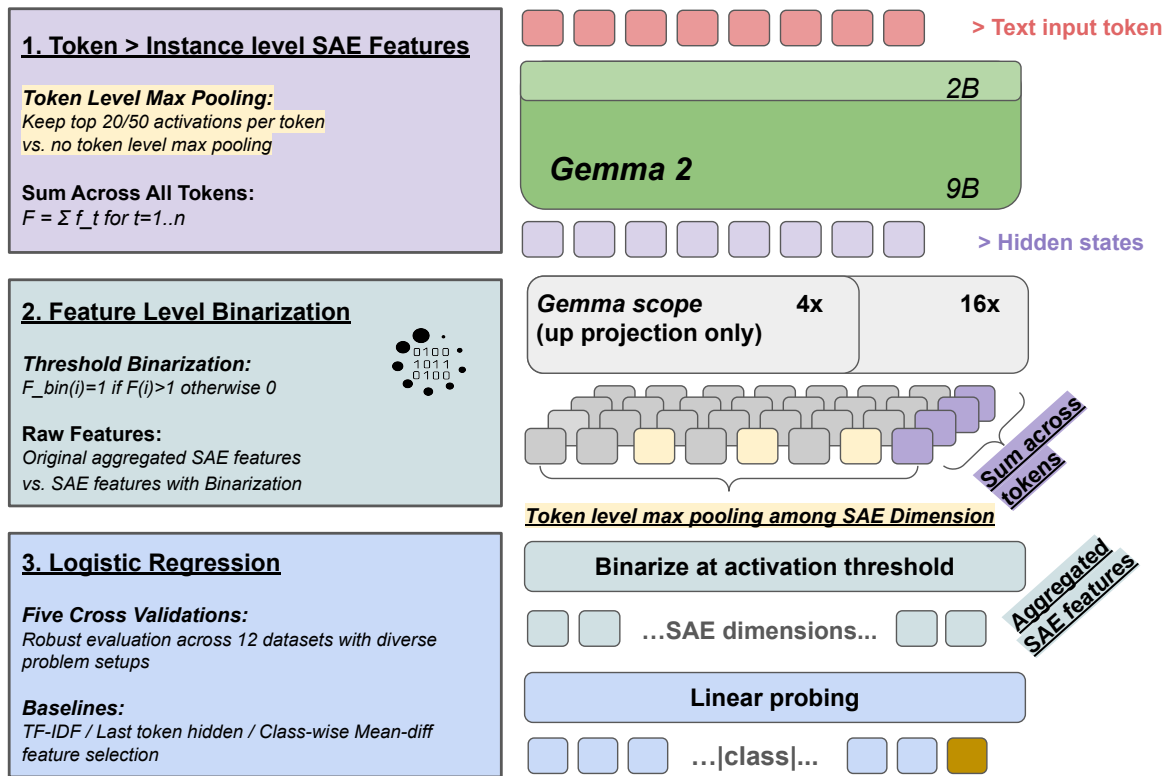 1. Token > Instance level SAE Features
Token Level Max Pooling:
Keep top 20/50 activations per token
vs. no token level max pooling
Sum Across All Tokens:
F = Σ f_t for t=1..n
2. Feature Level Binarization
Threshold Binarization:
F_bin(i)=1 if F(i)>1 otherwise 0
0100
1011
0100
Raw Features:
Original aggregated SAE features
vs. SAE features with Binarization
3. Logistic Regression
Five Cross Validations:
Robust evaluation across 12 datasets with diverse
problem setups
Baselines:
TF-IDF / Last token hidden / Class-wise Mean-diff
feature selection
> Text input token
2B
Gemma 2
9B
> Hidden states
Gemma scope 4x 16x
(up projection only)
Sum across
tokens
Token level max pooling among SAE Dimension
Binarize at activation threshold
Aggregated
SAE features
...SAE dimensions...
Linear probing
...|class|...